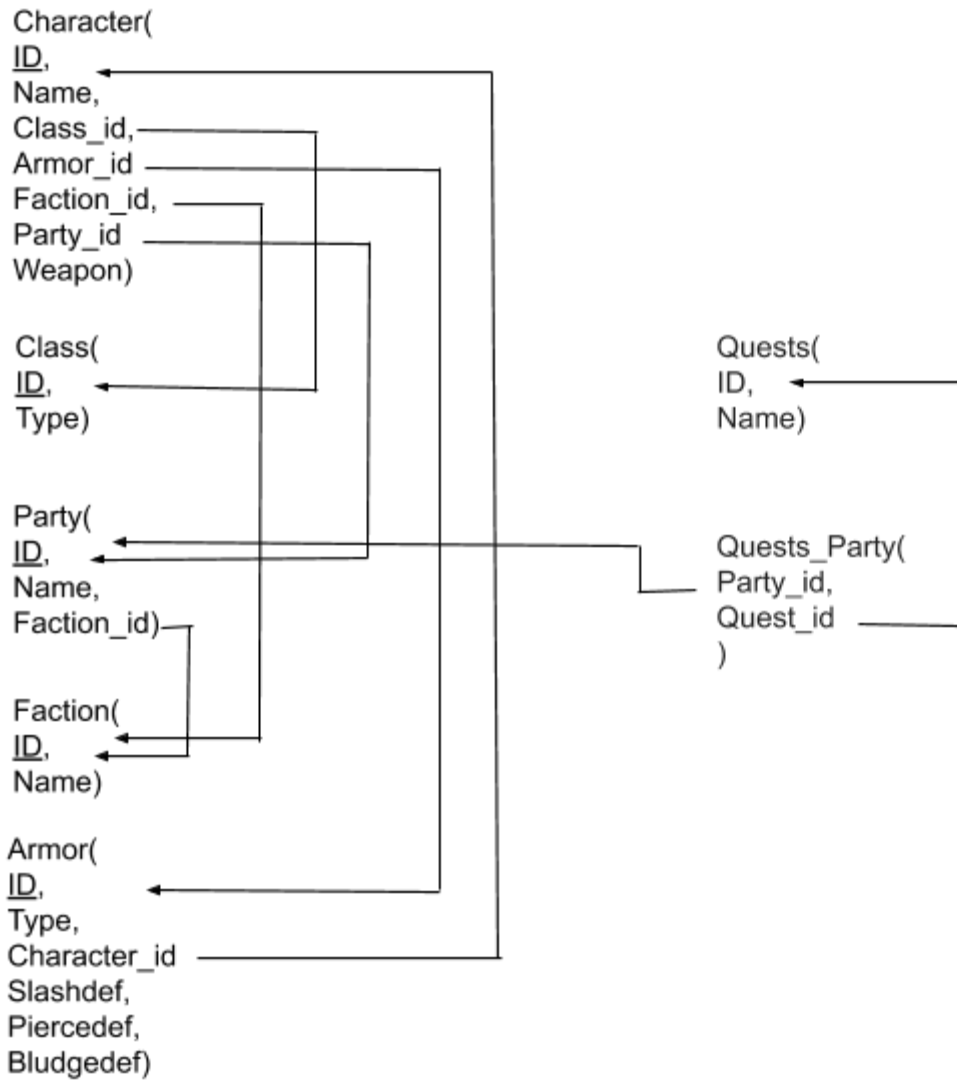 Character(
ID,
Name,
Class_id,
Armor_id
Faction_id,
Party_id
Weapon)
Class(
ID,
Type)
Party(
ID,
Name,
Faction_id)
Faction(
ID,
Name)
Armor(
ID,
Type,
Character_id
Slashdef,
Piercedef,
Bludgedef)
Quests(
ID,
Name)
Quests_Party(
Party_id,
Quest_id
)